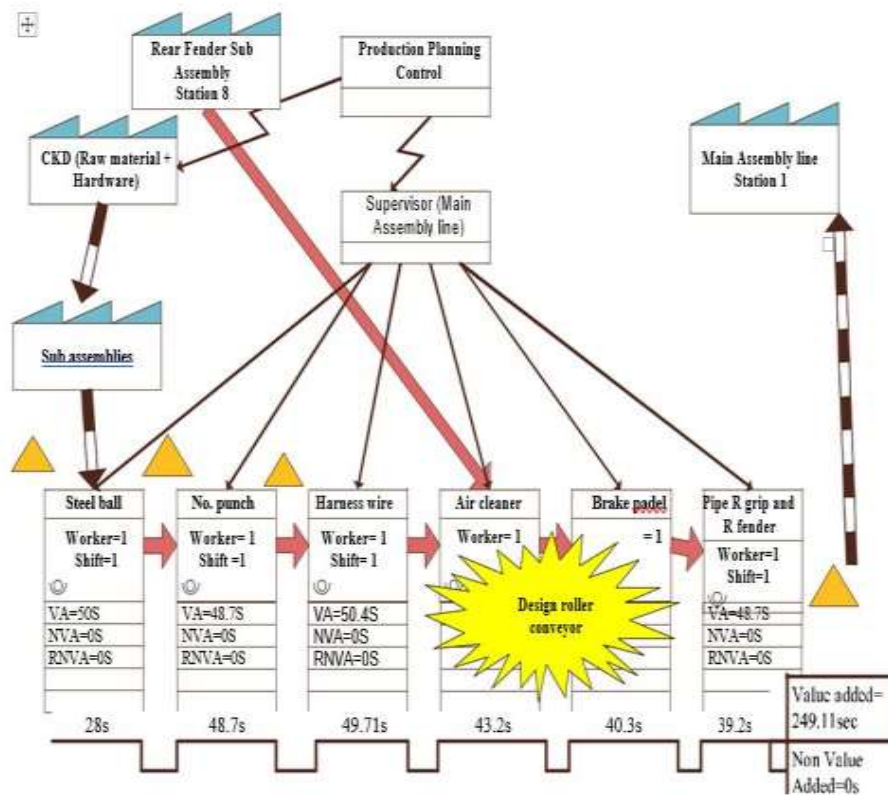 Rear Fender Sub
Assembly
Station 8
Production Planning
Control
CKD (Raw material +
Hardware)
Main Assembly line
Station 1
Supervisor (Main
Assembly line)
Sub assemblies
Steel ball
Worker=1
Shift=1
VA=50S
NVA=0S
RNVA=0S
No. punch
Worker= 1
Shift =1
VA=48.7S
NVA=0S
RNVA=0S
Harness wire
Worker= 1
Shift= 1
VA=50.4S
NVA=0S
RNVA=0S
Air cleaner
Worker= 1
Brake padel
= 1
Design roller
conveyor
Pipe R grip and
R fender
Worker=1
Shift=1
VA=48.7S
NVA=0S
RNVA=0S
28s
48.7s
49.71s
43.2s
40.3s
39.2s
Value added=
249.11sec
Non Value
Added=0s